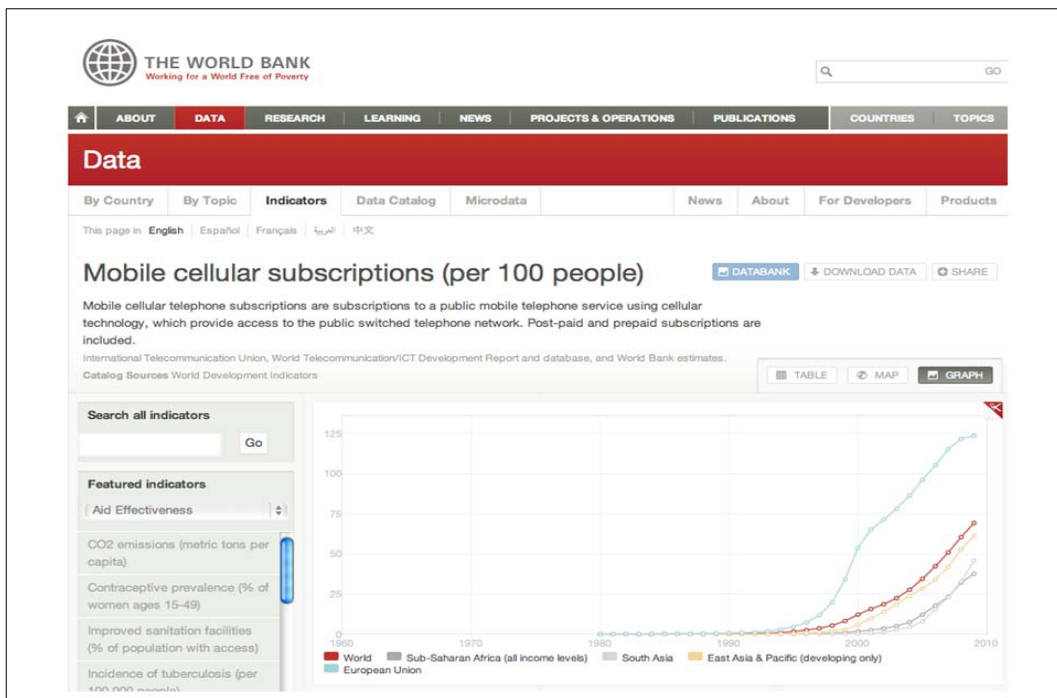 THE WORLD BANK
Working for a World Free of Poverty
GO
ABOUT DATA RESEARCH LEARNING NEWS PROJECTS & OPERATIONS PUBLICATIONS COUNTRIES TOPICS
Data
By Country By Topic Indicators Data Catalog Microdata News About For Developers Products
This page in English Español Français العربية 中文
Mobile cellular subscriptions (per 100 people)
DATABANK DOWNLOAD DATA SHARE
Mobile cellular telephone subscriptions are subscriptions to a public mobile telephone service using cellular
technology, which provide access to the public switched telephone network. Post-paid and prepaid subscriptions are
included.
International Telecommunication Union, World Telecommunication/ICT Development Report and database, and World Bank estimates.
Catalog Sources World Development Indicators
TABLE MAP GRAPH
Search all indicators
Go
Featured indicators
Aid Effectiveness
CO2 emissions (metric tons per
capita)
Contraceptive prevalence (% of
women ages 15-49)
Improved sanitation facilities
(% of population with access)
Incidence of tuberculosis (per
100,000 people)
125
100
75
50
25
0
1960 1970 1980 1990 2000 2010
World Sub-Saharan Africa (all income levels) South Asia East Asia & Pacific (developing only)
European Union